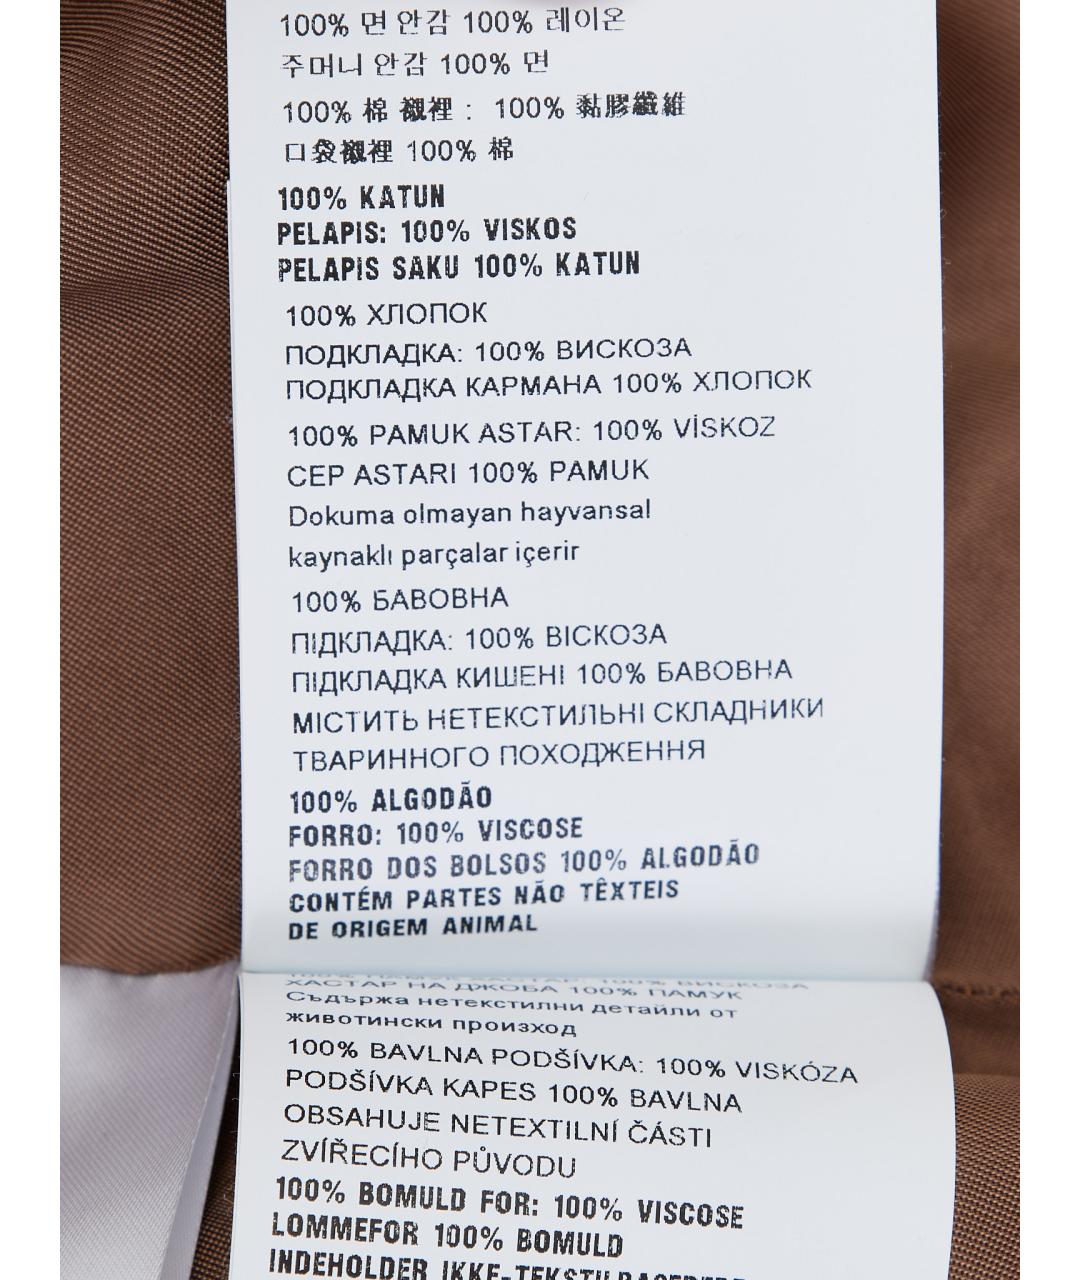 100% 면 안감 100% 레이온
주머니 안감 100% 면
100% 棉 襯裡 : 100% 黏膠纖維
口袋襯裡 100% 棉
100% KATUN
PELAPIS: 100% VISKOS
PELAPIS SAKU 100% KATUN
100% ХЛОПОК
ПОДКЛАДКА: 100% ВИСКОЗА
ПОДКЛАДКА КАРМАНА 100% ХЛОПОК
100% PAMUK ASTAR: 100% VİSKOZ
CEP ASTARI 100% PAMUK
Dokuma olmayan hayvansal
kaynaklı parçalar içerir
100% БАВОВНА
ПІДКЛАДКА: 100% ВІСКОЗА
ПІДКЛАДКА КИШЕНІ 100% БАВОВНА
МІСТИТЬ НЕТЕКСТИЛЬНІ СКЛАДНИКИ
ТВАРИННОГО ПОХОДЖЕННЯ
100% ALGODÃO
FORRO: 100% VISCOSE
FORRO DOS BOLSOS 100% ALGODÃO
CONTÉM PARTES NÃO TÊXTEIS
DE ORIGEM ANIMAL
100% ПАМУК ХАСТАР: 100% ВИСКОЗА
ХАСТАР НА ДЖОБА 100% ПАМУК
Съдържа нетекстилни детайли от
животински произход
100% BAVLNA PODŠÍVKA: 100% VISKÓZA
PODŠÍVKA KAPES 100% BAVLNA
OBSAHUJE NETEXTILNÍ ČÁSTI
ZVÍŘECÍHO PŮVODU
100% BOMULD FOR: 100% VISCOSE
LOMMEFOR 100% BOMULD
INDEHOLDER